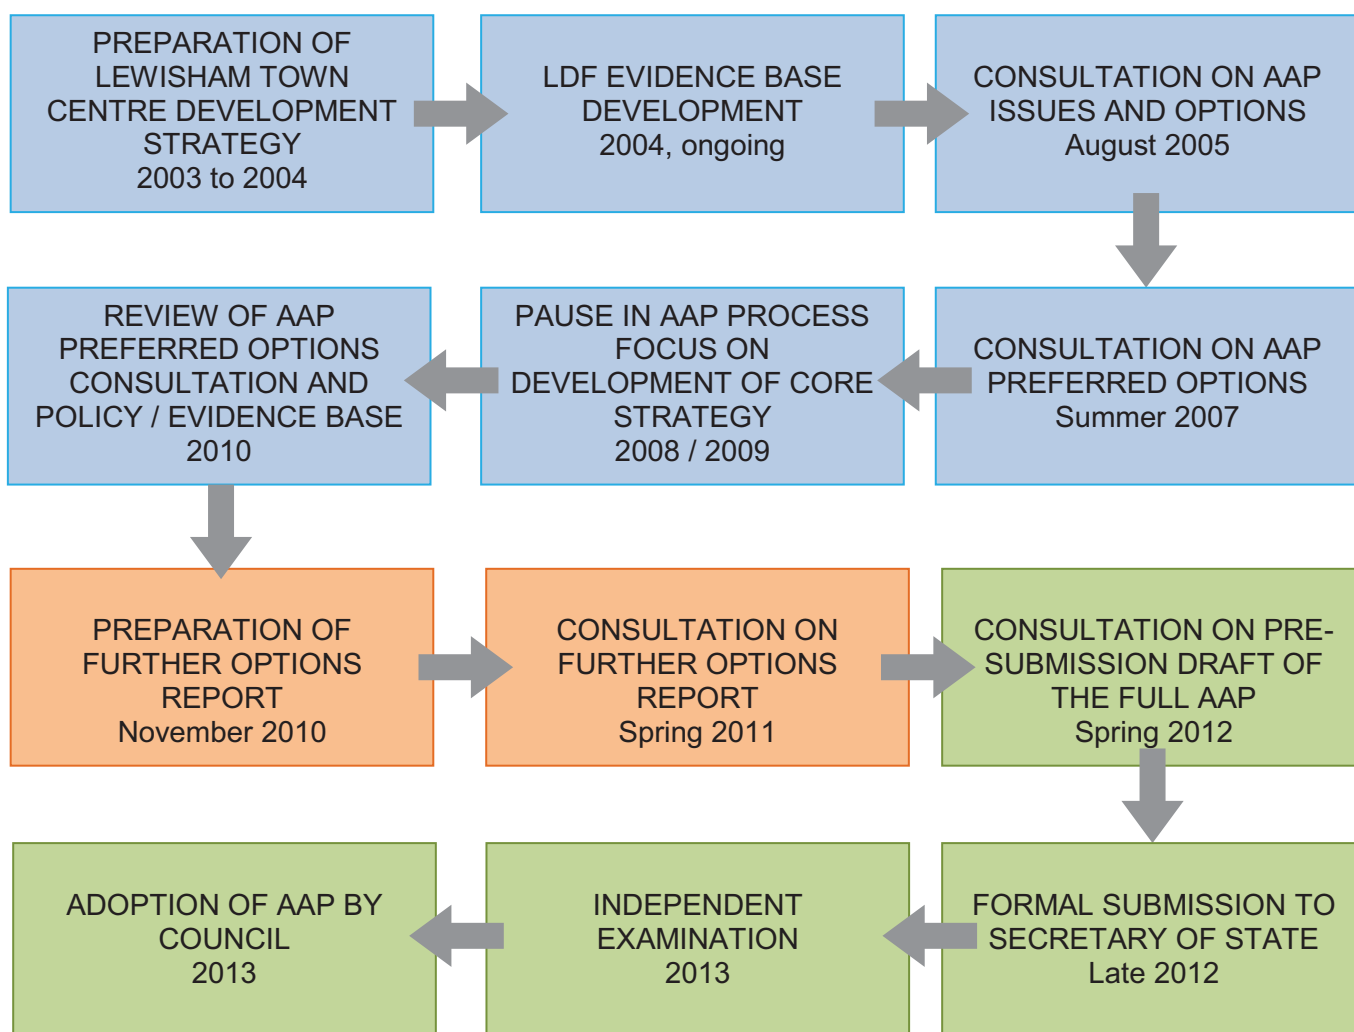 PREPARATION OF
LEWISHAM TOWN
CENTRE DEVELOPMENT
STRATEGY
2003 to 2004
LDF EVIDENCE BASE
DEVELOPMENT
2004, ongoing
CONSULTATION ON AAP
ISSUES AND OPTIONS
August 2005
CONSULTATION ON AAP
PREFERRED OPTIONS
Summer 2007
PAUSE IN AAP PROCESS
FOCUS ON
DEVELOPMENT OF CORE
STRATEGY
2008 / 2009
REVIEW OF AAP
PREFERRED OPTIONS
CONSULTATION AND
POLICY / EVIDENCE BASE
2010
PREPARATION OF
FURTHER OPTIONS
REPORT
November 2010
CONSULTATION ON
FURTHER OPTIONS
REPORT
Spring 2011
CONSULTATION ON PRE-
SUBMISSION DRAFT OF
THE FULL AAP
Spring 2012
FORMAL SUBMISSION TO
SECRETARY OF STATE
Late 2012
INDEPENDENT
EXAMINATION
2013
ADOPTION OF AAP BY
COUNCIL
2013